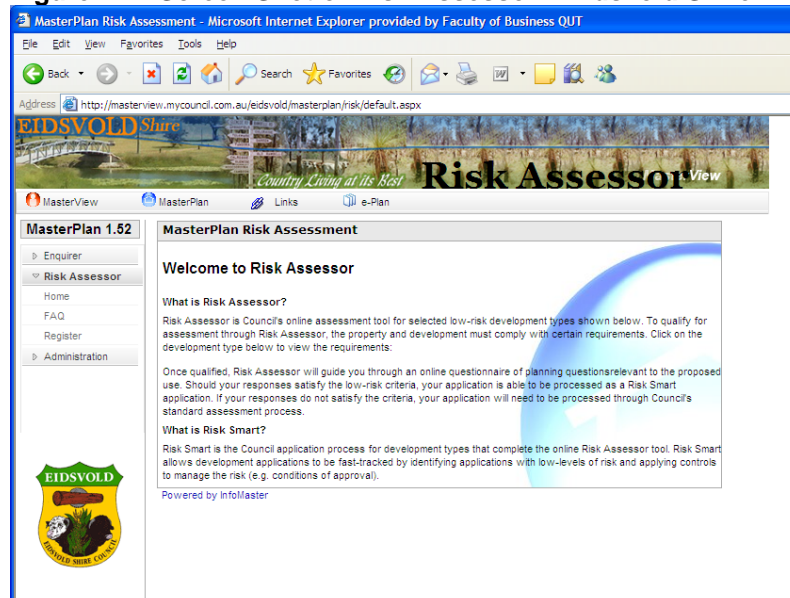 MasterPlan Risk Assessment - Microsoft Internet Explorer provided by Faculty of Business QUT
File Edit View Favorites Tools Help
Back Search Favorites
Address http://masterview.mycouncil.com.au/eidsvold/masterplan/risk/default.aspx
EIDSVOLD Shire
Country Living at its Best
Risk Assessor
View
MasterView MasterPlan Links e-Plan
MasterPlan 1.52
Enquirer
Risk Assessor
Home
FAQ
Register
Administration
MasterPlan Risk Assessment
Welcome to Risk Assessor
What is Risk Assessor?
Risk Assessor is Council's online assessment tool for selected low-risk development types shown below. To qualify for
assessment through Risk Assessor, the property and development must comply with certain requirements. Click on the
development type below to view the requirements:
Once qualified, Risk Assessor will guide you through an online questionnaire of planning questionsrelevant to the proposed
use. Should your responses satisfy the low-risk criteria, your application is able to be processed as a Risk Smart
application. If your responses do not satisfy the criteria, your application will need to be processed through Council's
standard assessment process.
What is Risk Smart?
Risk Smart is the Council application process for development types that complete the online Risk Assessor tool. Risk Smart
allows development applications to be fast-tracked by identifying applications with low-levels of risk and applying controls
to manage the risk (e.g. conditions of approval).
Powered by InfoMaster
EIDSVOLD
EIDSVOLD SHIRE COUNCIL